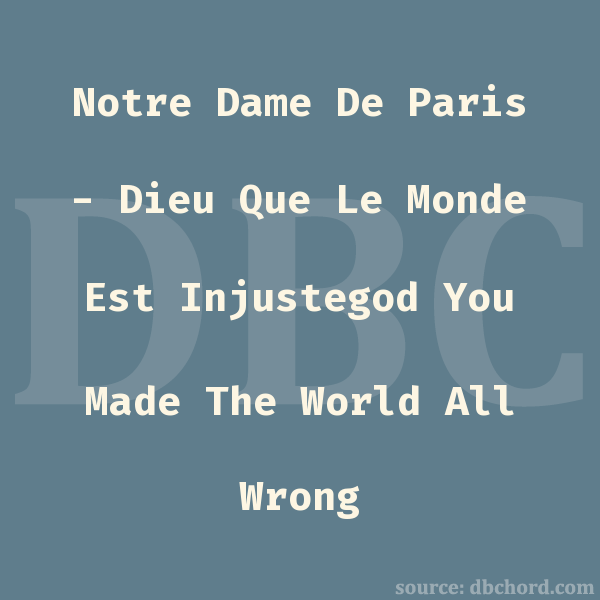 Notre Dame De Paris
- Dieu Que Le Monde
Est Injustegod You
Made The World All
Wrong
DBC
source: dbchord.com